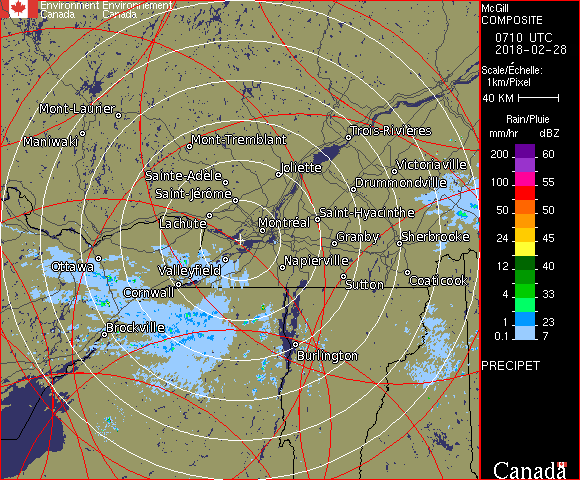 Environment Environnement
Canada Canada
McGill
COMPOSITE
0710 UTC
2018-02-28
Scale/Échelle:
1km/Pixel
40 KM
Rain/Pluie
mm/hr dBZ
200 60
100 55
50 50
24 45
12 40
4 33
1 23
0.1 7
PRECIPET
Canada
Mont-Laurier
Maniwaki
Mont-Tremblant
Trois-Rivières
Sainte-Adèle
Joliette
Victoriaville
Saint-Jérôme
Drummondville
Lachute
Montréal
Saint-Hyacinthe
Granby
Sherbrooke
Ottawa
Valleyfield
Napierville
Cornwall
Sutton
Coaticook
Brockville
Burlington